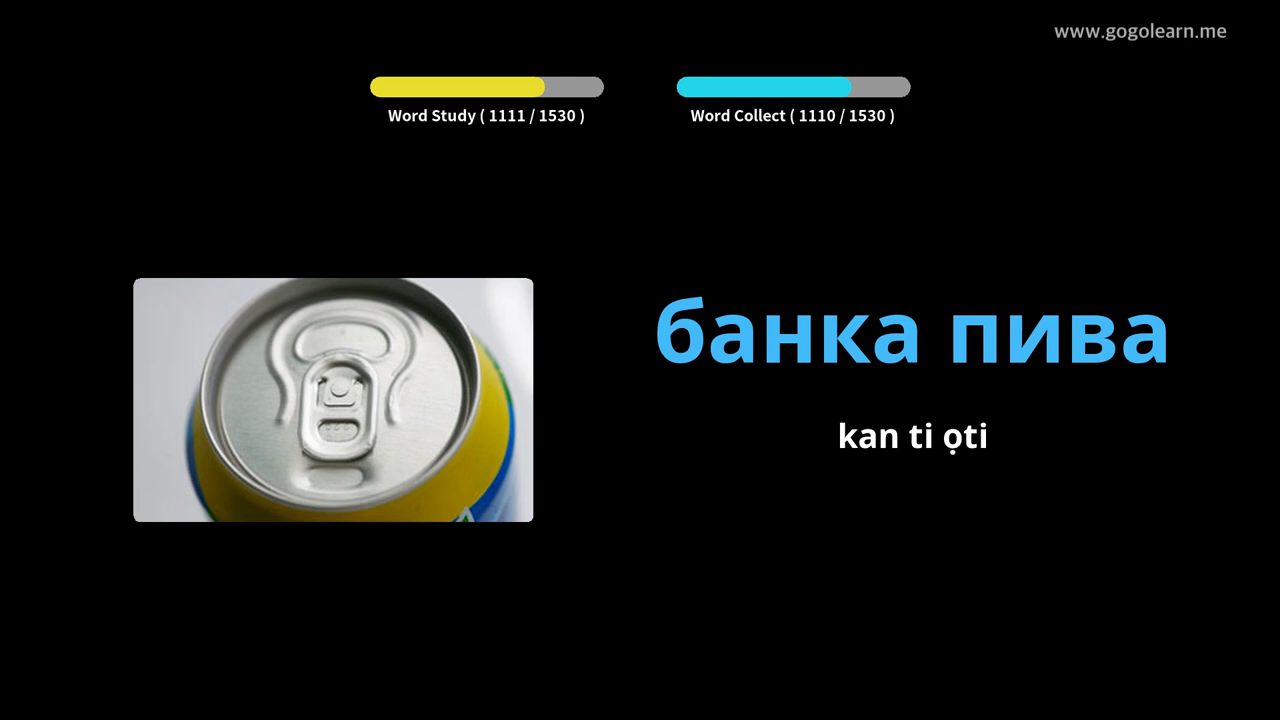 www.gogolearn.me
Word Study ( 1111 / 1530 )
Word Collect ( 1110 / 1530 )
банка пива
kan ti ọti